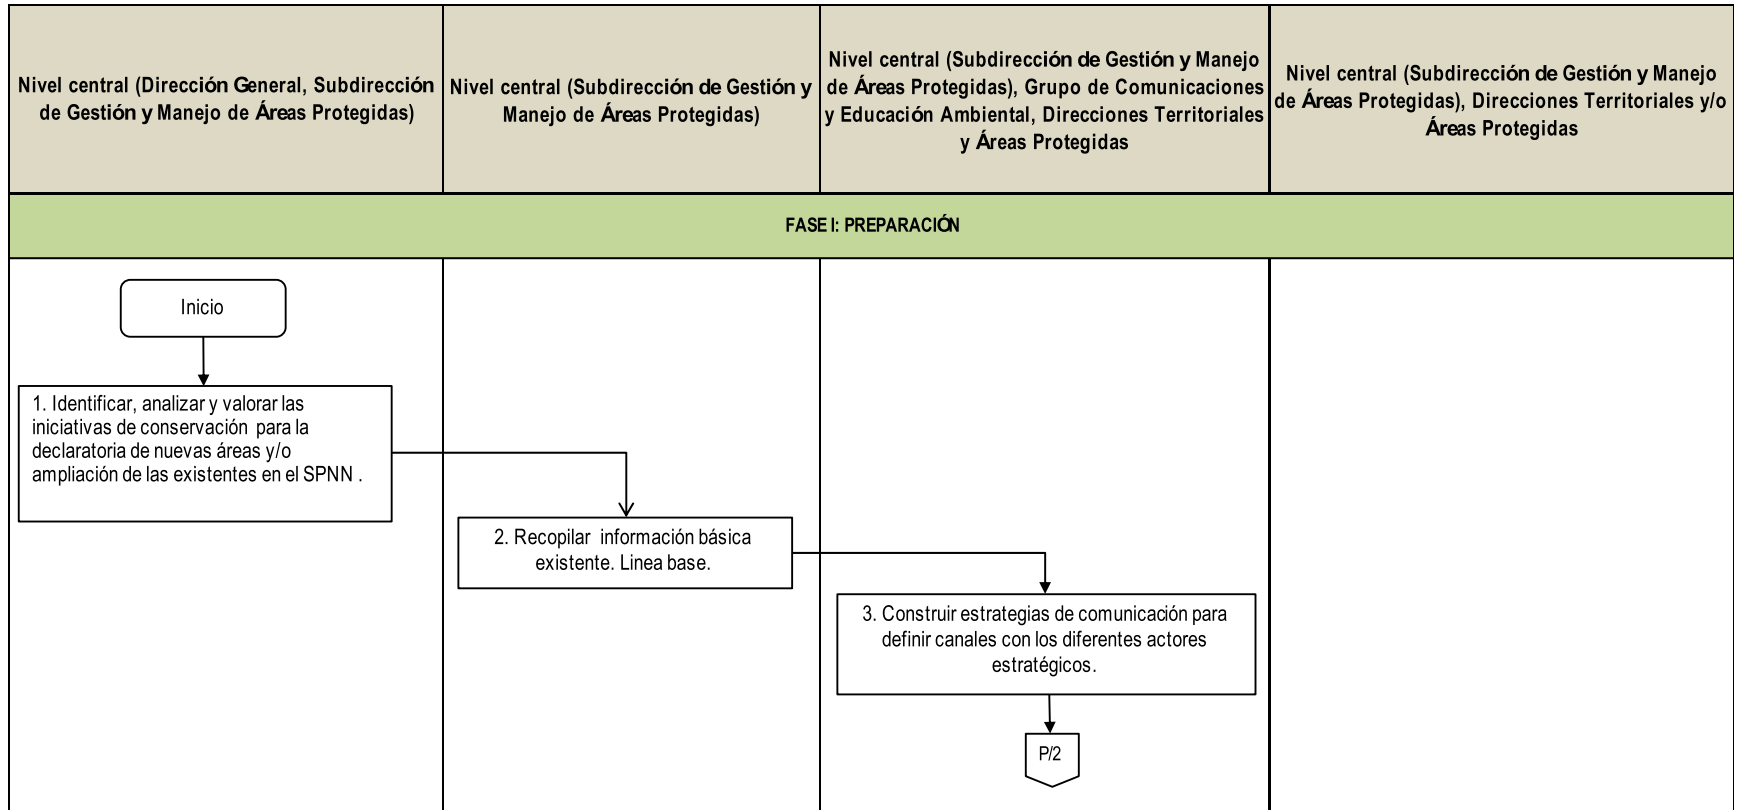 Nivel central (Dirección General, Subdirección
de Gestión y Manejo de Áreas Protegidas)
Nivel central (Subdirección de Gestión y
Manejo de Áreas Protegidas)
Nivel central (Subdirección de Gestión y Manejo
de Áreas Protegidas), Grupo de Comunicaciones
y Educación Ambiental, Direcciones Territoriales
y Áreas Protegidas
Nivel central (Subdirección de Gestión y Manejo
de Áreas Protegidas), Direcciones Territoriales y/o
Áreas Protegidas
FASE I: PREPARACIÓN
Inicio
1. Identificar, analizar y valorar las
iniciativas de conservación para la
declaratoria de nuevas áreas y/o
ampliación de las existentes en el SPNN .
2. Recopilar información básica
existente. Linea base.
3. Construir estrategias de comunicación para
definir canales con los diferentes actores
estratégicos.
P/2